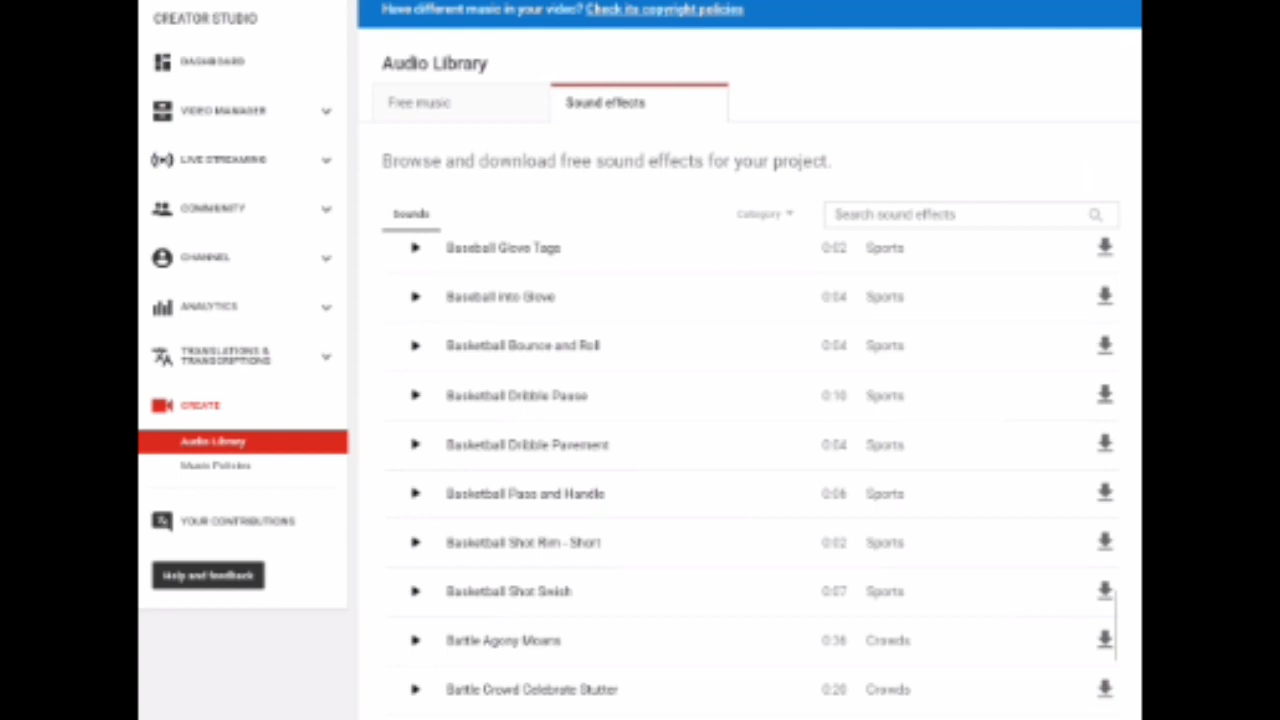 CREATOR STUDIO
DASHBOARD
VIDEO MANAGER
LIVE STREAMING
COMMUNITY
CHANNEL
ANALYTICS
TRANSLATIONS &
TRANSCRIPTIONS
CREATE
Audio Library
Music Policies
YOUR CONTRIBUTIONS
Help and feedback
Have different music in your video? Check its copyright policies
Audio Library
Free music
Sound effects
Browse and download free sound effects for your project.
Sounds
Category
Search sound effects
Baseball Glove Tags 0:02 Sports
Baseball into Glove 0:04 Sports
Basketball Bounce and Roll 0:04 Sports
Basketball Dribble Pause 0:10 Sports
Basketball Dribble Pavement 0:04 Sports
Basketball Pass and Handle 0:06 Sports
Basketball Shot Rim - Short 0:02 Sports
Basketball Shot Swish 0:07 Sports
Battle Agony Moans 0:36 Crowds
Battle Crowd Celebrate Stutter 0:20 Crowds